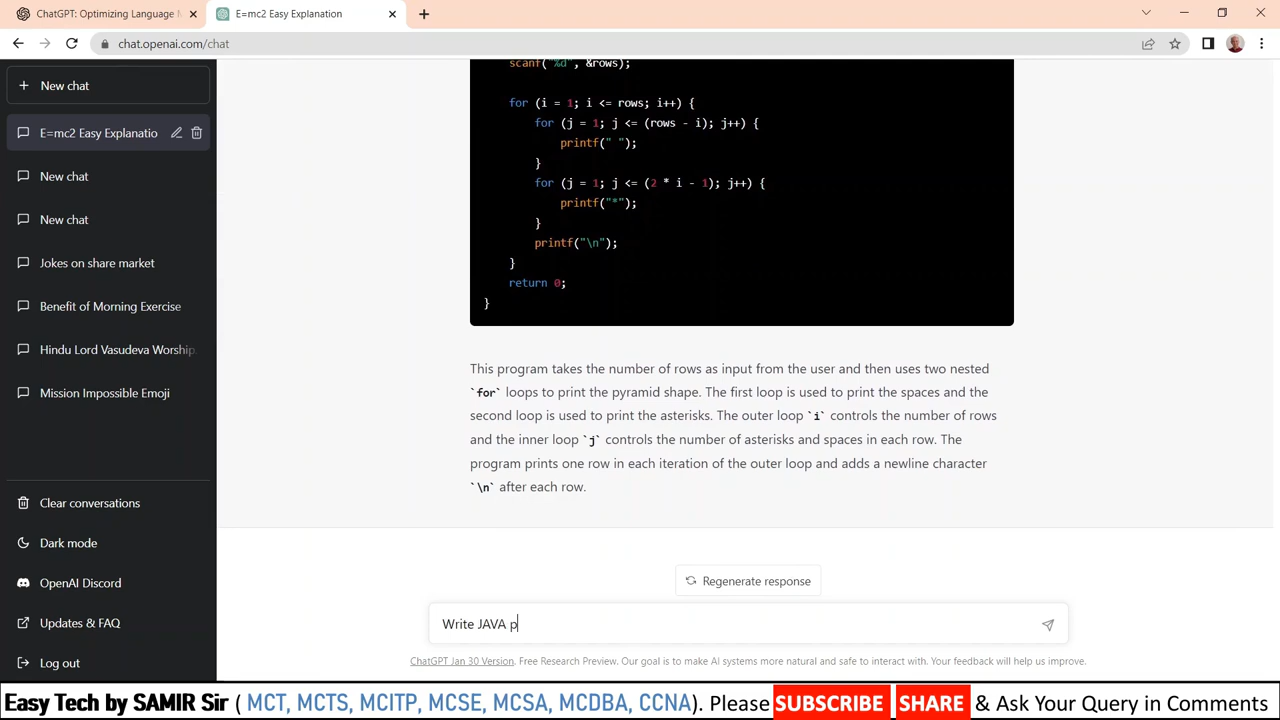 ChatGPT: Optimizing Language M
E=mc2 Easy Explanation
chat.openai.com/chat
New chat
E=mc2 Easy Explanatio
New chat
New chat
Jokes on share market
Benefit of Morning Exercise
Hindu Lord Vasudeva Worship.
Mission Impossible Emoji
Clear conversations
Dark mode
OpenAI Discord
Updates & FAQ
Log out
scanf("%d", &rows);
for (i = 1; i <= rows; i++) {
for (j = 1; j <= (rows - i); j++) {
printf(" ");
}
for (j = 1; j <= (2 * i - 1); j++) {
printf("*");
}
printf("\n");
}
return 0;
}
This program takes the number of rows as input from the user and then uses two nested
`for` loops to print the pyramid shape. The first loop is used to print the spaces and the
second loop is used to print the asterisks. The outer loop `i` controls the number of rows
and the inner loop `j` controls the number of asterisks and spaces in each row. The
program prints one row in each iteration of the outer loop and adds a newline character
`\n` after each row.
Regenerate response
Write JAVA p
ChatGPT Jan 30 Version. Free Research Preview. Our goal is to make AI systems more natural and safe to interact with. Your feedback will help us improve.
Easy Tech by SAMIR Sir ( MCT, MCTS, MCITP, MCSE, MCSA, MCDBA, CCNA). Please SUBSCRIBE SHARE & Ask Your Query in Comments